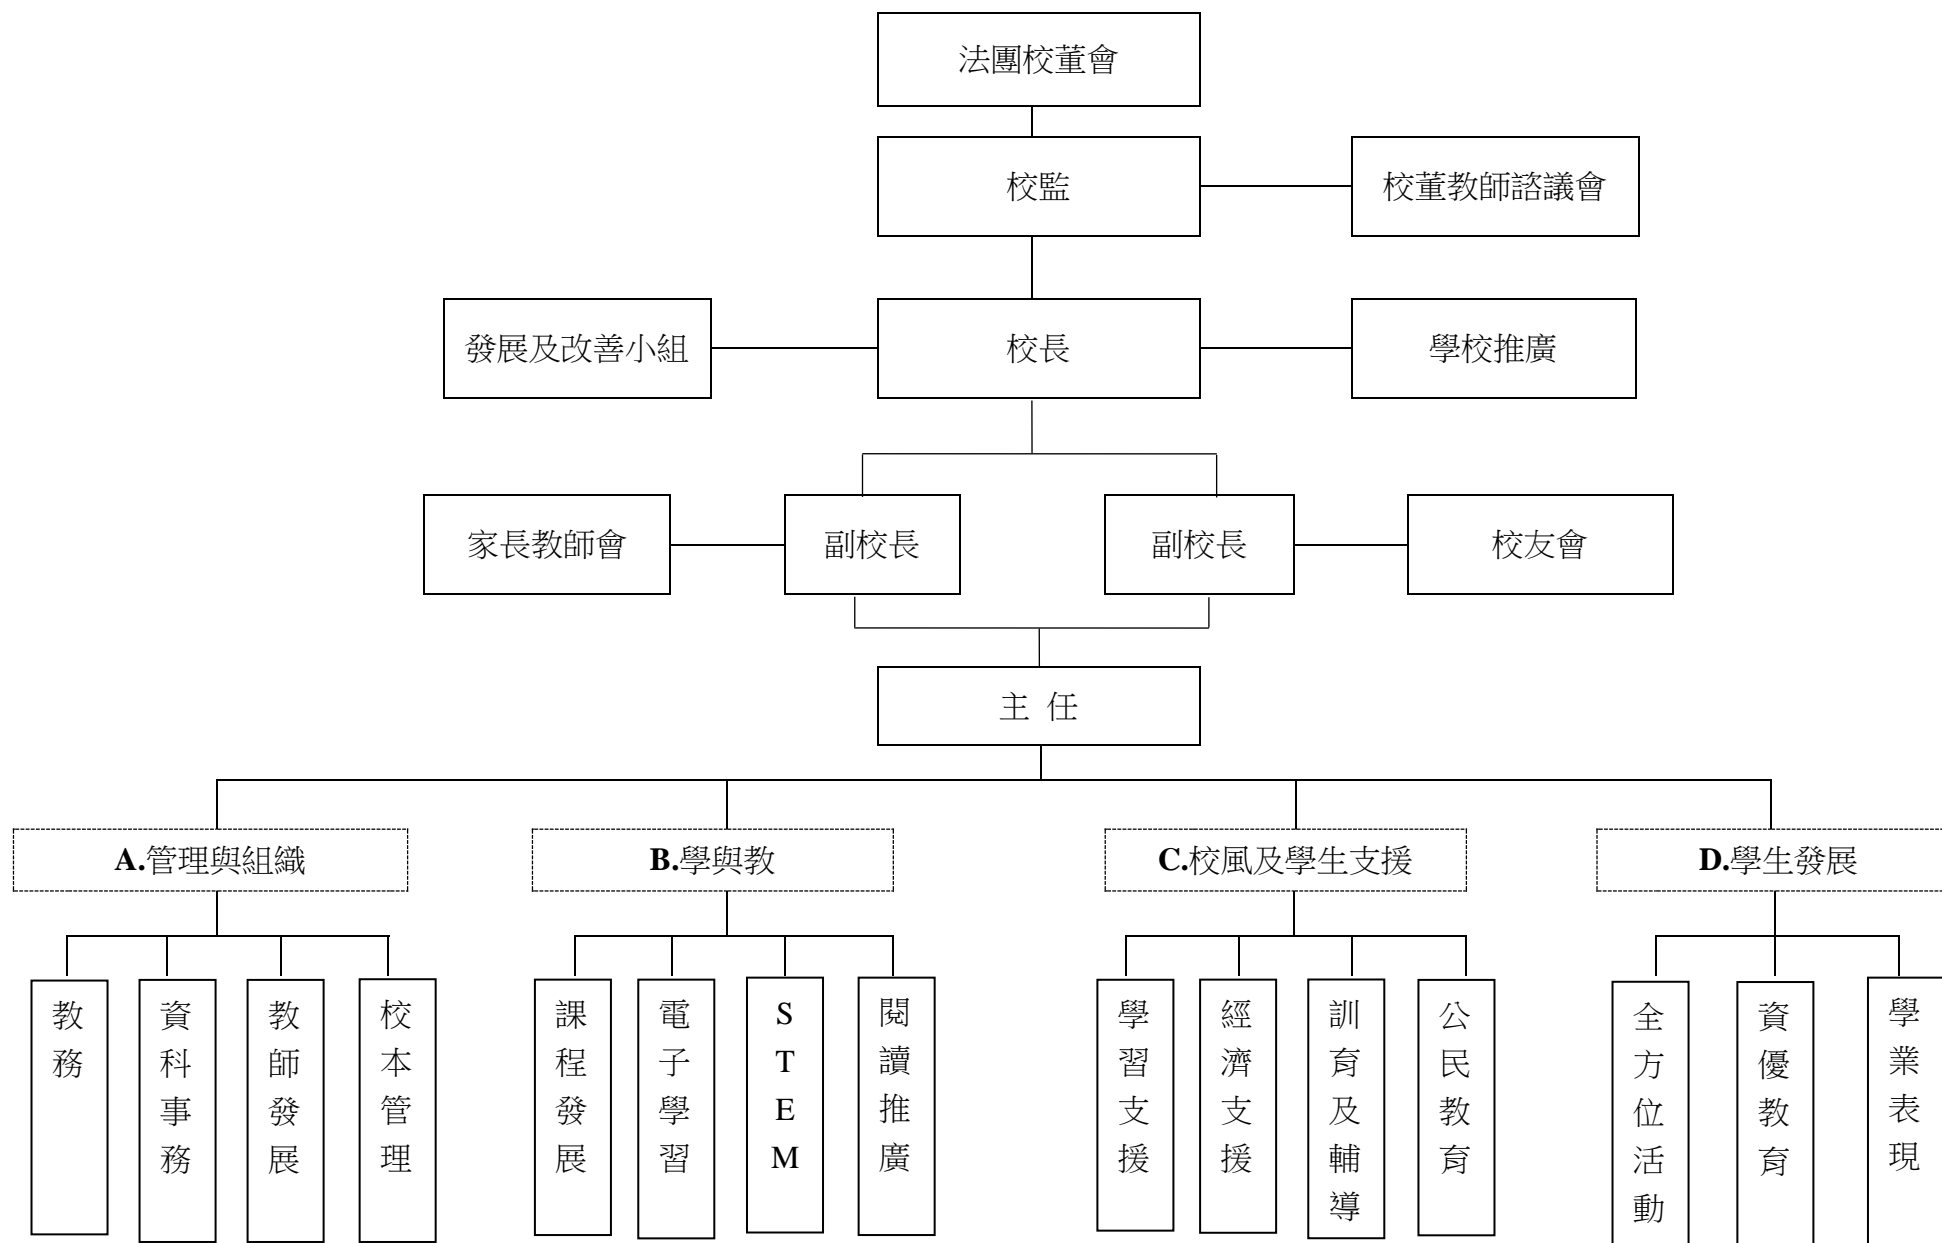 法團校董會
校監
校董教師諮議會
發展及改善小組
校長
學校推廣
家長教師會
副校長
副校長
校友會
主 任
A.管理與組織
B.學與教
C.校風及學生支援
D.學生發展
教務
資科事務
教師發展
校本管理
課程發展
電子學習
STEM
閱讀推廣
學習支援
經濟支援
訓育及輔導
公民教育
全方位活動
資優教育
學業表現